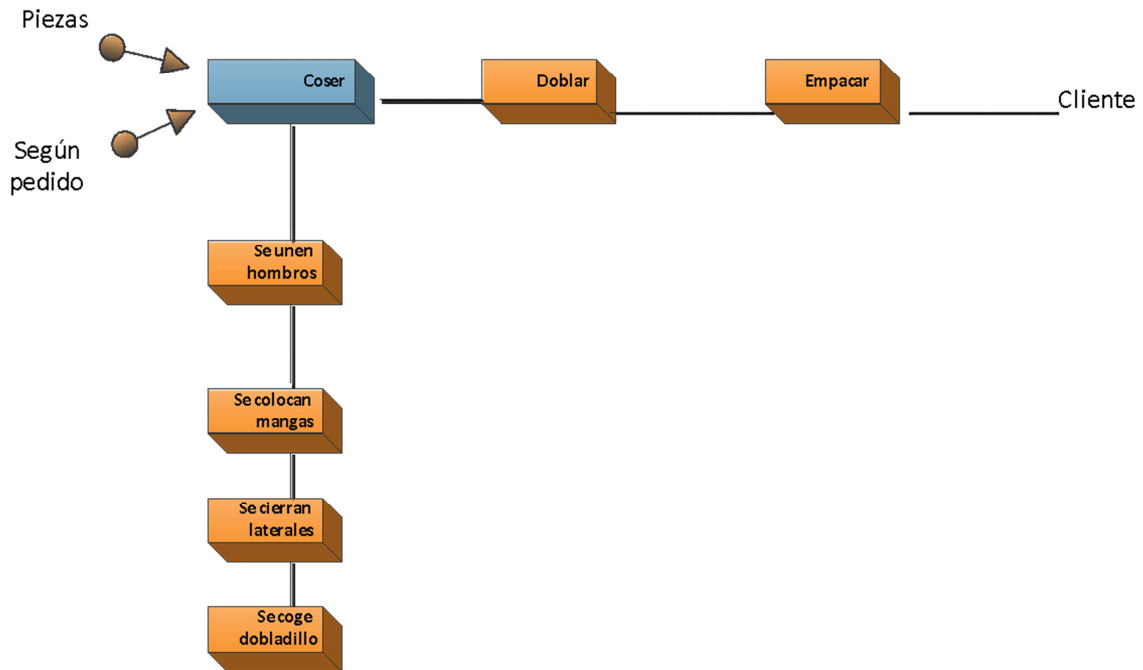 Piezas
Coser
Doblar
Empacar
Cliente
Según
pedido
Se unen
hombros
Se colocan
mangas
Se cierran
laterales
Se coge
dobladillo